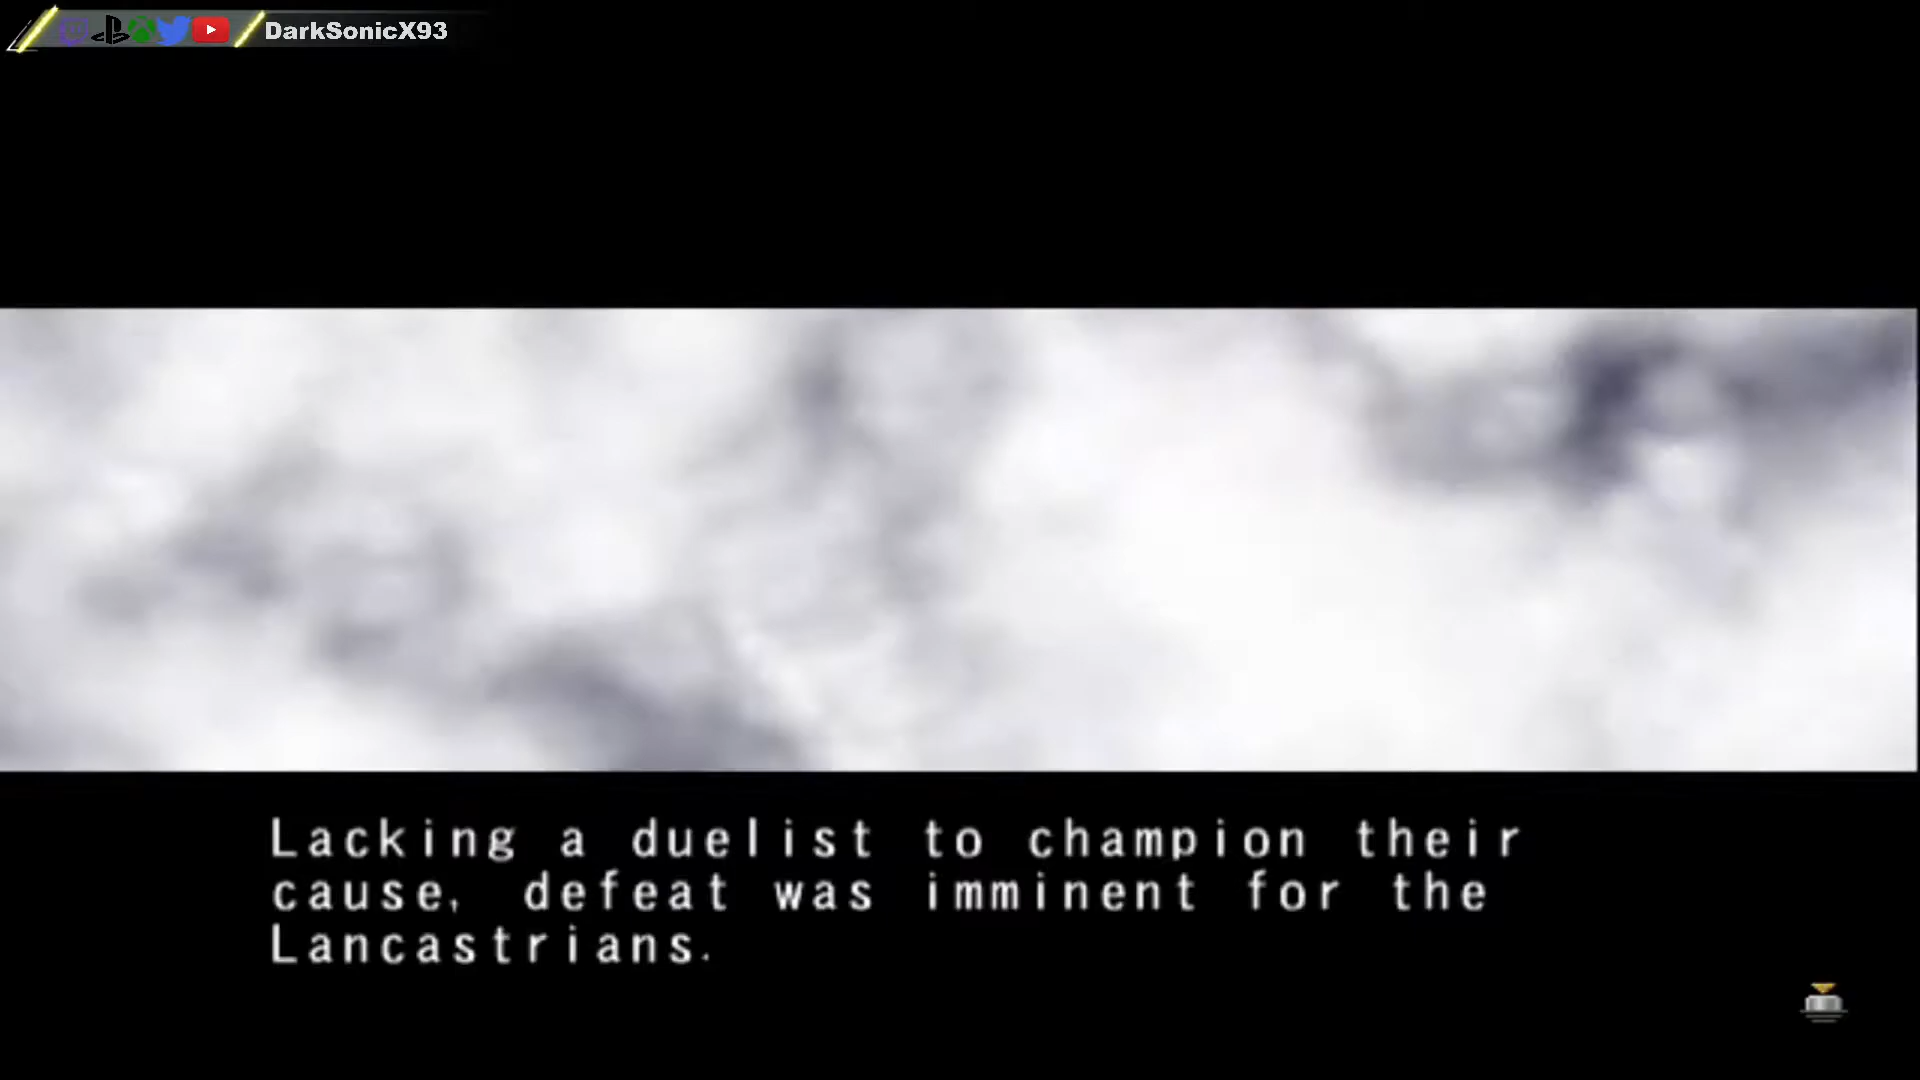 DarkSonicX93
Lacking a duelist to champion their
cause, defeat was imminent for the
Lancastrians.